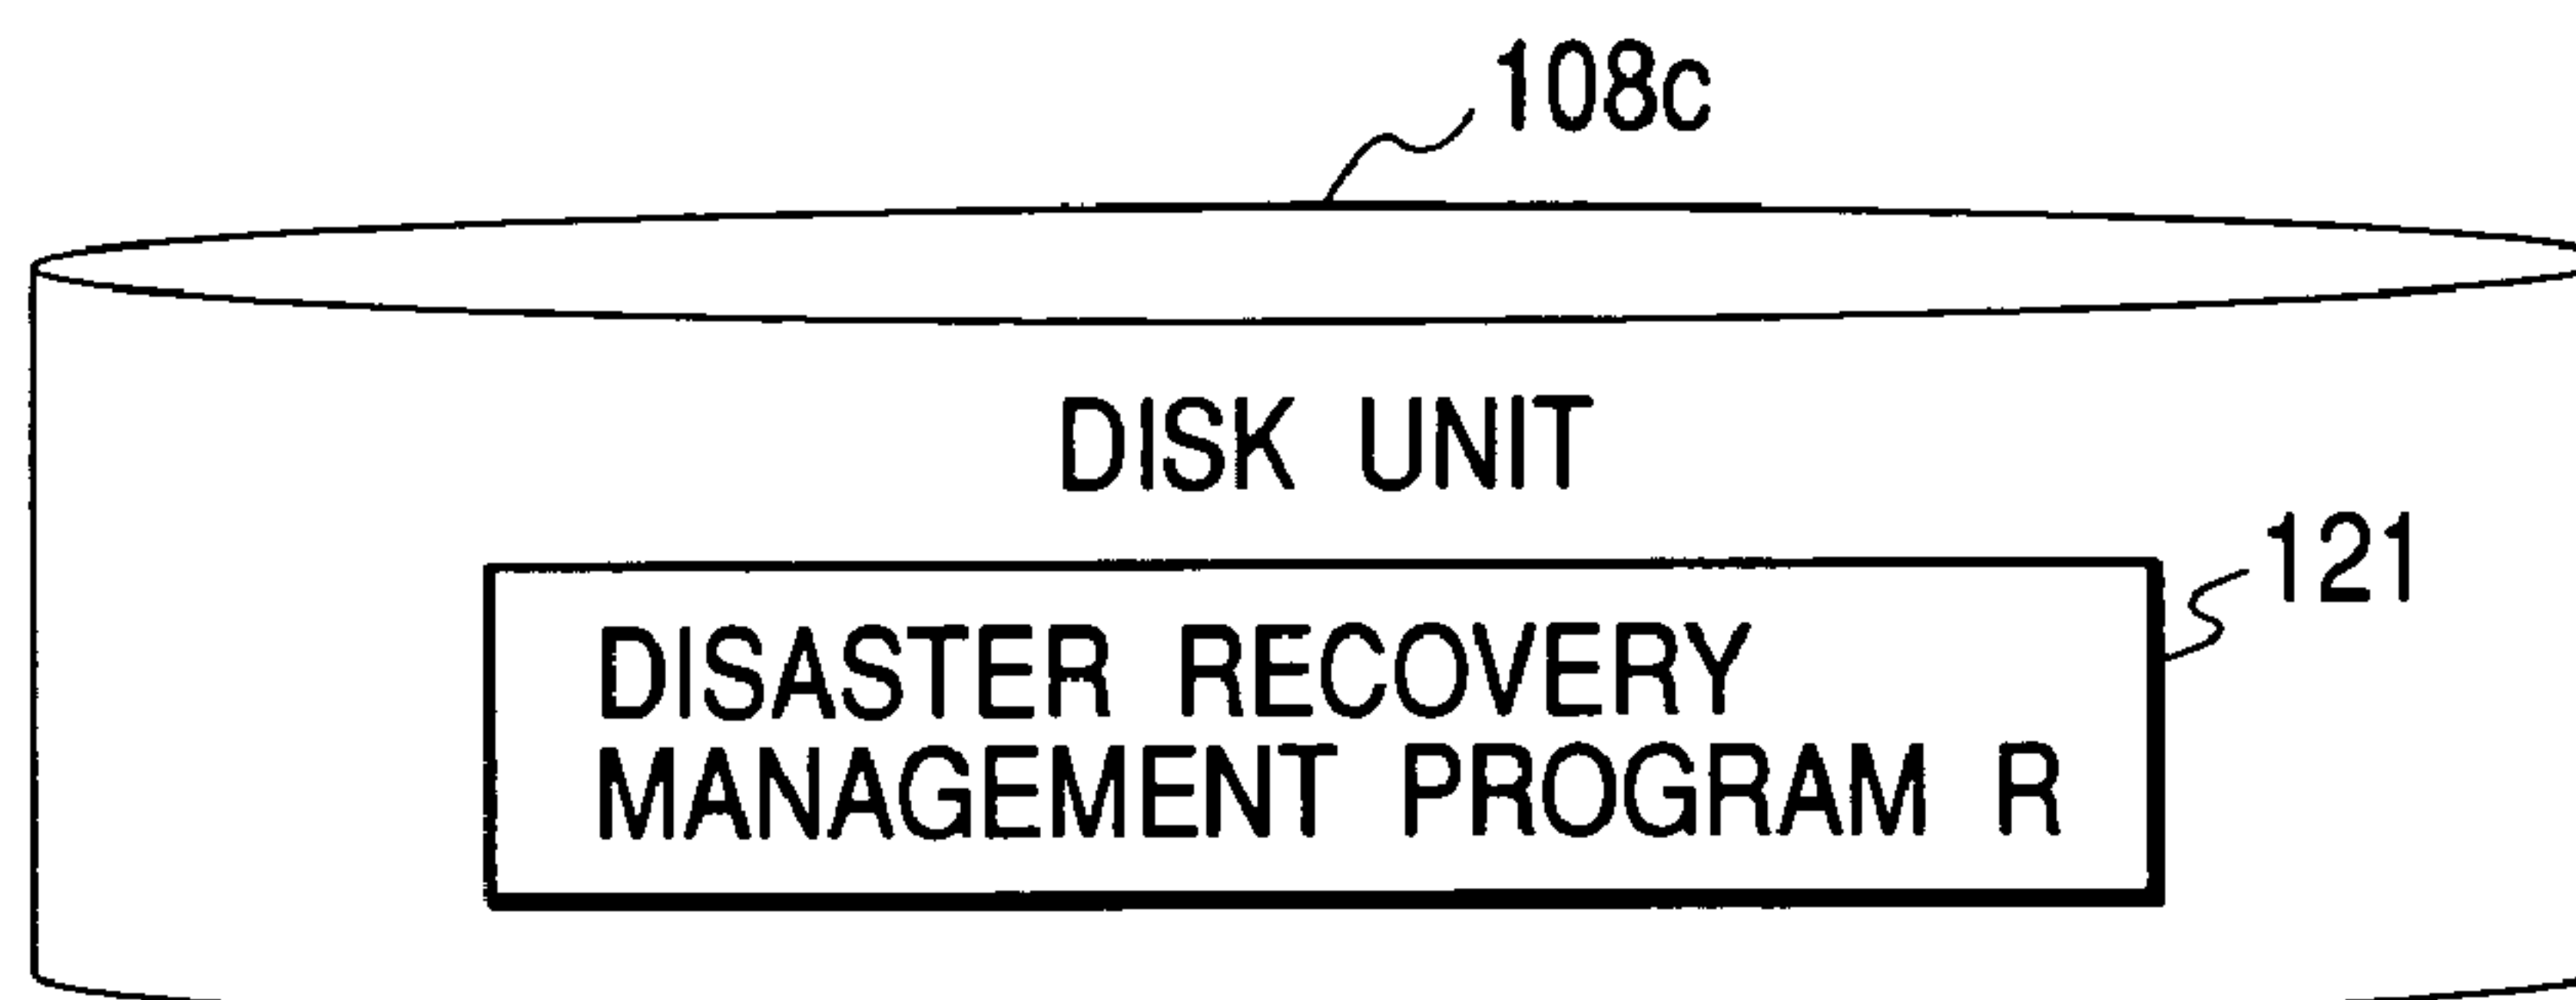 108c
DISK UNIT
121
DISASTER RECOVERY
MANAGEMENT PROGRAM R